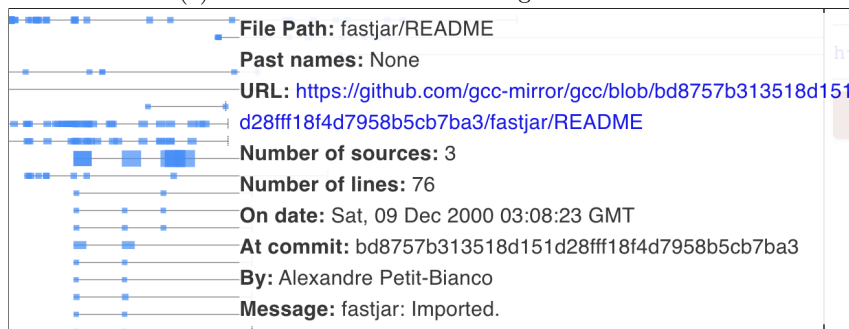 File Path: fastjar/README
Past names: None
URL: https://github.com/gcc-mirror/gcc/blob/bd8757b313518d151
d28fff18f4d7958b5cb7ba3/fastjar/README
Number of sources: 3
Number of lines: 76
On date: Sat, 09 Dec 2000 03:08:23 GMT
At commit: bd8757b313518d151d28fff18f4d7958b5cb7ba3
By: Alexandre Petit-Bianco
Message: fastjar: Imported.